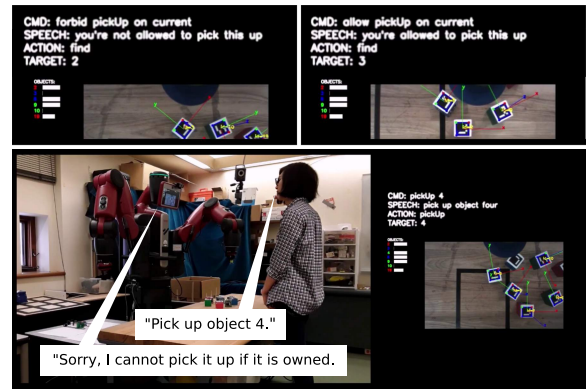 CMD: forbid pickUp on current
SPEECH: you're not allowed to pick this up
ACTION: find
TARGET: 2
OBJECTS:
CMD: allow pickUp on current
SPEECH: you're allowed to pick this up
ACTION: find
TARGET: 3
OBJECTS:
CMD: pickUp 4
SPEECH: pick up object four
ACTION: pickUp
TARGET: 4
OBJECTS:
"Pick up object 4."
"Sorry, I cannot pick it up if it is owned.